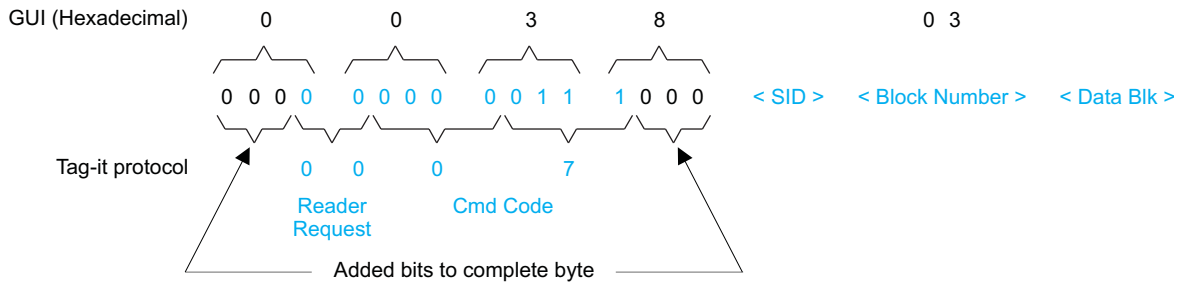 GUI (Hexadecimal) 0 0 3 8 0 3
0 0 0 0 0 0 0 0 0 0 1 1 1 0 0 0 < SID > < Block Number > < Data Blk >
Tag-it protocol 0 0 0 7
Reader Cmd Code
Request
Added bits to complete byte